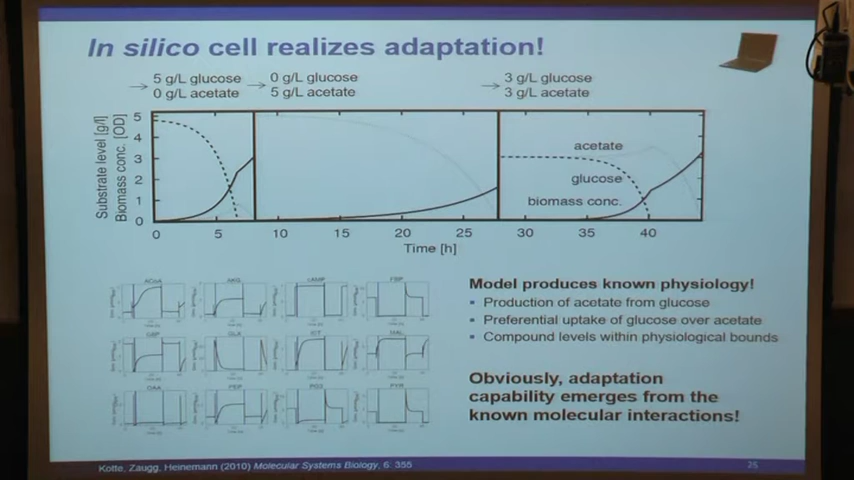 In silico cell realizes adaptation!
→ 5 g/L glucose → 0 g/L glucose → 3 g/L glucose
0 g/L acetate 5 g/L acetate 3 g/L acetate
Substrate level [g/l]
Biomass conc. [OD]
5
4
3
2
1
0
acetate
glucose
biomass conc.
0 5 10 15 20 25 30 35 40
Time [h]
ACoA AKG cAMP FBP
G6P GLX ICT MAL
OAA PEP PG3 PYR
Model produces known physiology!
▪ Production of acetate from glucose
▪ Preferential uptake of glucose over acetate
▪ Compound levels within physiological bounds
Obviously, adaptation
capability emerges from the
known molecular interactions!
Kotte, Zaugg, Heinemann (2010) Molecular Systems Biology, 6: 355
25